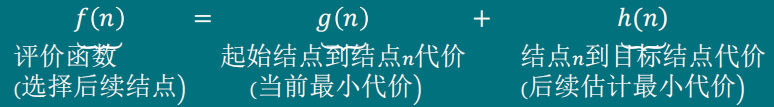 f(n) = g(n) + h(n)
评价函数 起始结点到结点n代价 结点n到目标结点代价
(选择后续结点) (当前最小代价) (后续估计最小代价)